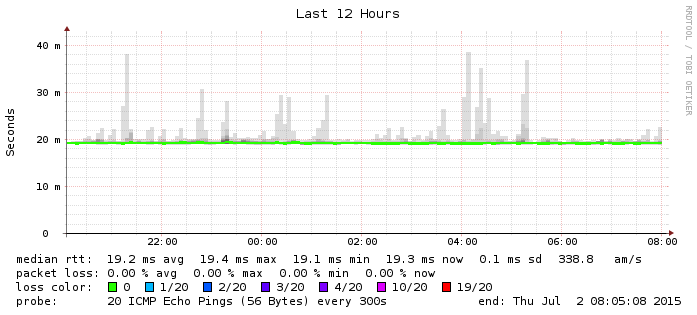 Last 12 Hours
RRDTOOL / TOBI OETIKER
Seconds
40 m
30 m
20 m
10 m
0
22:00 00:00 02:00 04:00 06:00 08:00
median rtt: 19.2 ms avg 19.4 ms max 19.1 ms min 19.3 ms now 0.1 ms sd 338.8 am/s
packet loss: 0.00 % avg 0.00 % max 0.00 % min 0.00 % now
loss color: 0 1/20 2/20 3/20 4/20 10/20 19/20
probe: 20 ICMP Echo Pings (56 Bytes) every 300s end: Thu Jul 2 08:05:08 2015